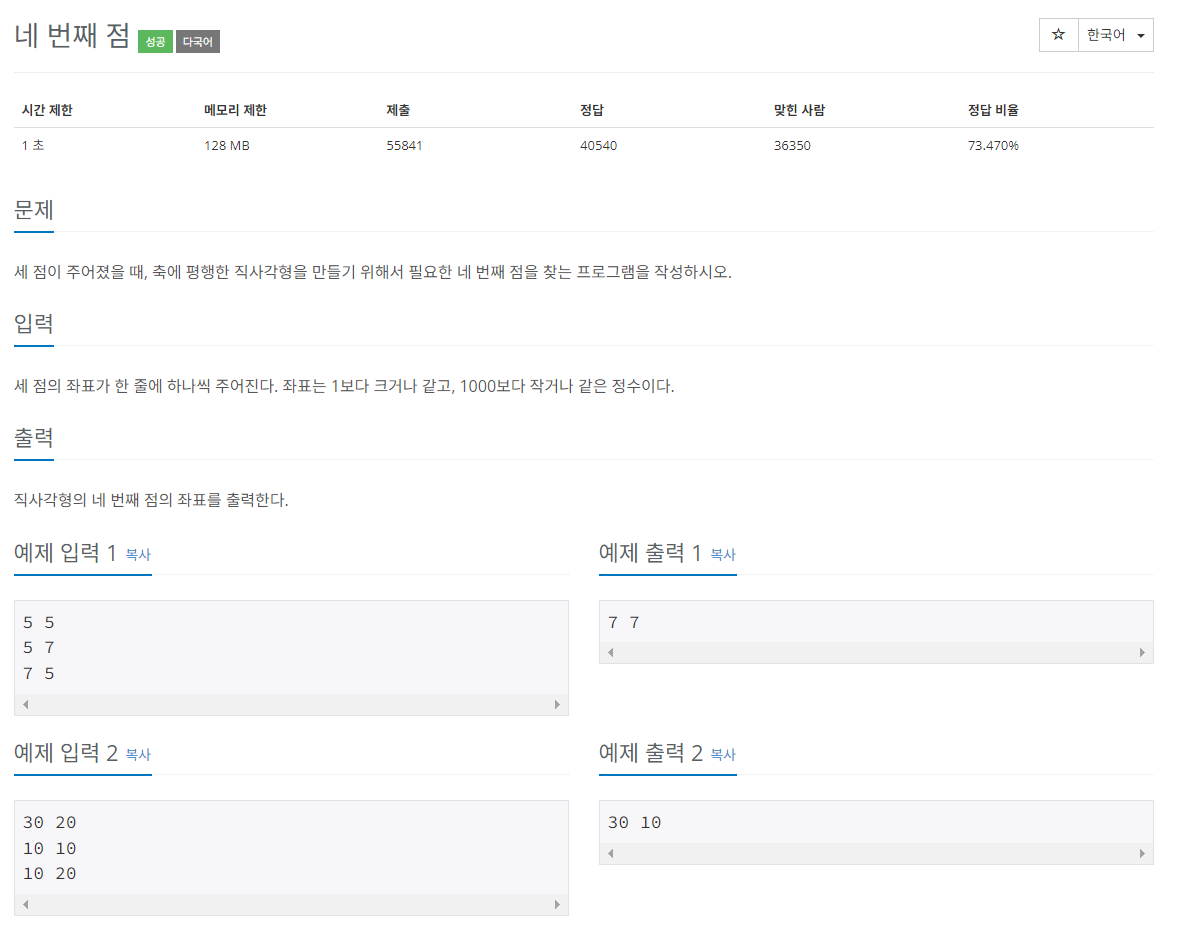 네 번째 점 성공 다국어
☆ 한국어
시간 제한 메모리 제한 제출 정답 맞힌 사람 정답 비율
1 초 128 MB 55841 40540 36350 73.470%
문제
세 점이 주어졌을 때, 축에 평행한 직사각형을 만들기 위해서 필요한 네 번째 점을 찾는 프로그램을 작성하시오.
입력
세 점의 좌표가 한 줄에 하나씩 주어진다. 좌표는 1보다 크거나 같고, 1000보다 작거나 같은 정수이다.
출력
직사각형의 네 번째 점의 좌표를 출력한다.
예제 입력 1 복사
5 5
5 7
7 5
예제 출력 1 복사
7 7
예제 입력 2 복사
30 20
10 10
10 20
예제 출력 2 복사
30 10